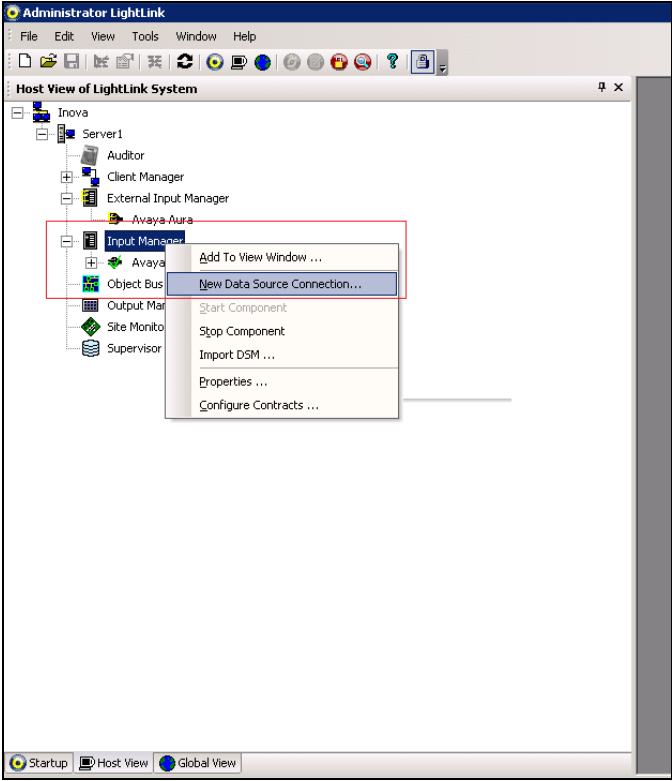 Administrator LightLink
File Edit View Tools Window Help
Host View of LightLink System
Inova
Server1
Auditor
Client Manager
External Input Manager
Avaya Aura
Input Manager
Add To View Window ...
Avaya
New Data Source Connection...
Object Bus
Start Component
Output Man
Stop Component
Site Monito
Import DSM ...
Supervisor
Properties ...
Configure Contracts ...
Startup Host View Global View